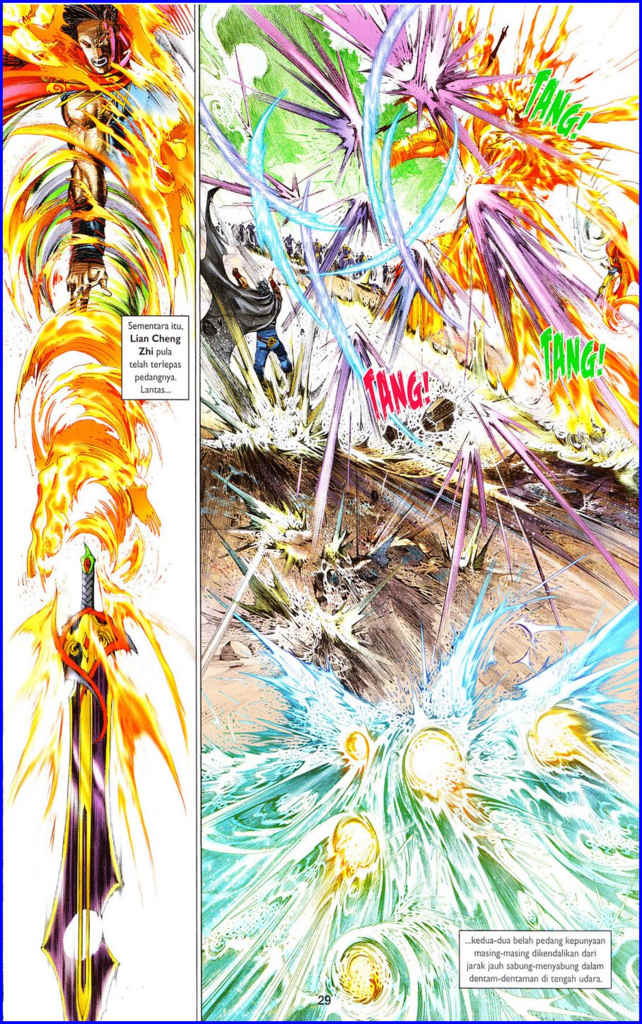 Sementara itu,
Lian Cheng
Zhi pula
telah terlepas
pedangnya.
Lantas...
TANG!
TANG!
TANG!
...kedua-dua belah pedang kepunyaan
masing-masing dikendalikan dari
jarak jauh sabung-menyabung dalam
dentam-dentaman di tengah udara.
29